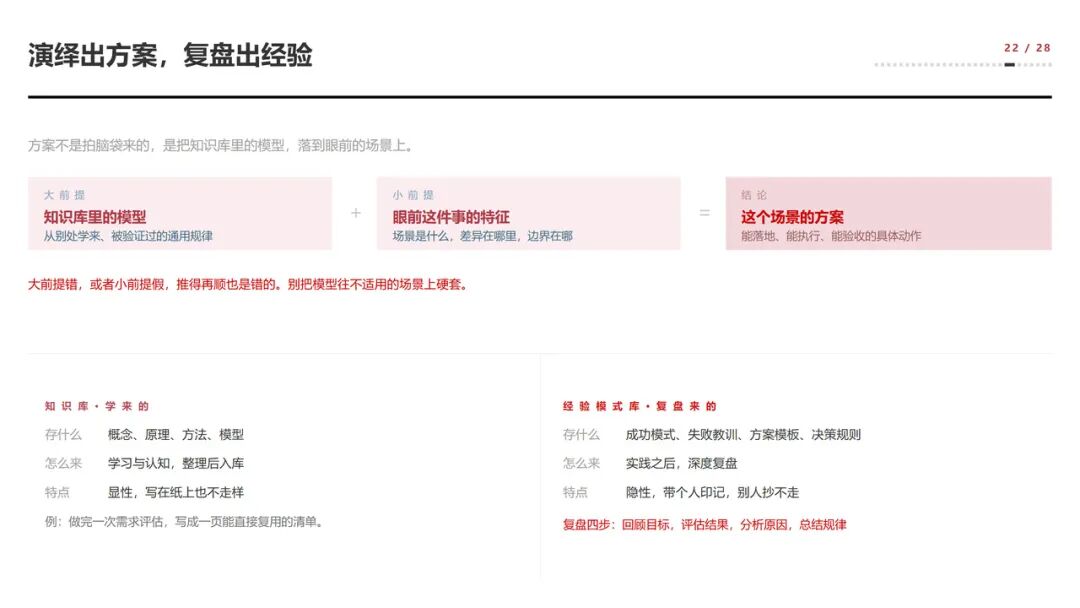 演绎出方案，复盘出经验
22 / 28
方案不是拍脑袋来的，是把知识库里的模型，落到眼前的场景上。
大前提
知识库里的模型
从别处学来、被验证过的通用规律
+
小前提
眼前这件事的特征
场景是什么，差异在哪里，边界在哪
=
结论
这个场景的方案
能落地、能执行、能验收的具体动作
大前提错，或者小前提假，推得再顺也是错的。别把模型往不适用的场景上硬套。
知识库·学来的
存什么 概念、原理、方法、模型
怎么来 学习与认知，整理后入库
特点 显性，写在纸上也不走样
例：做完一次需求评估，写成一页能直接复用的清单。
经验模式库·复盘来的
存什么 成功模式、失败教训、方案模板、决策规则
怎么来 实践之后，深度复盘
特点 隐性，带个人印记，别人抄不走
复盘四步：回顾目标，评估结果，分析原因，总结规律